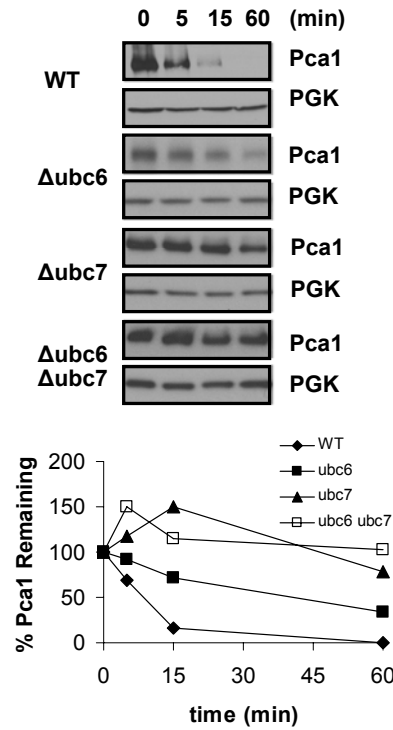 0 5 15 60 (min)
WT
Pca1
PGK
Δubc6
Pca1
PGK
Δubc7
Pca1
PGK
Δubc6
Δubc7
Pca1
PGK
WT
ubc6
ubc7
ubc6 ubc7
% Pca1 Remaining
200
150
100
50
0
0 15 30 45 60
time (min)